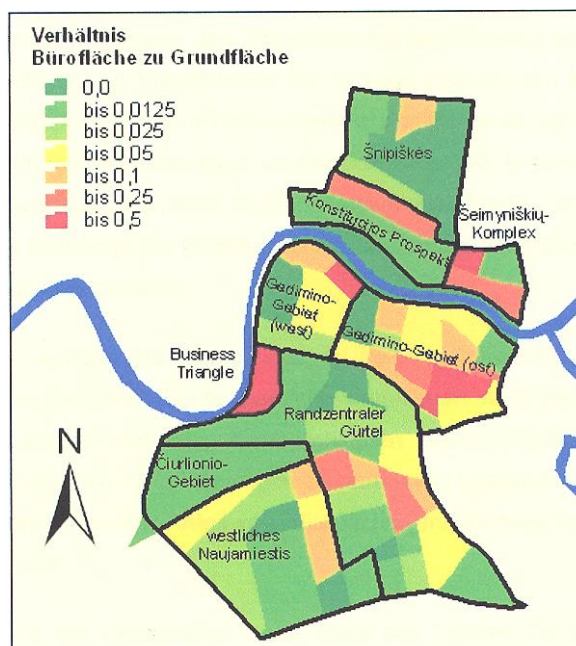 Verhältnis
Bürofläche zu Grundfläche
0,0
bis 0,0125
bis 0,025
bis 0,05
bis 0,1
bis 0,25
bis 0,5
Šnipiškės
Konstitucijos Prospekt
Šeimyniškių-
Komplex
Gedimino-
Gebiet
(west)
Gedimino-Gebiet (ost)
Business
Triangle
Randzentraler
Gürtel
Čiurlionio-
Gebiet
westliches
Naujamiestis
N